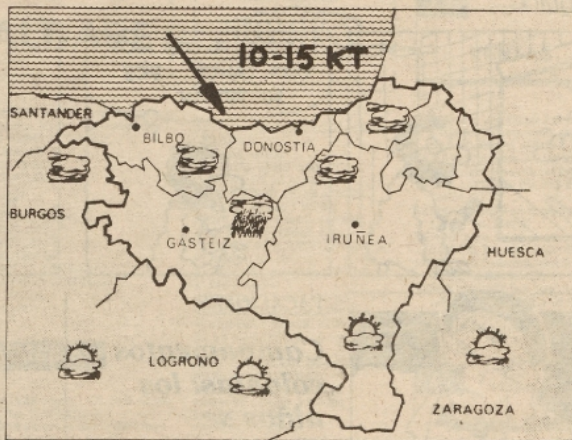 10-15 KT
SANTANDER
BILBO
DONOSTIA
BURGOS
GASTEIZ
IRUÑEA
HUESCA
LOGROÑO
ZARAGOZA